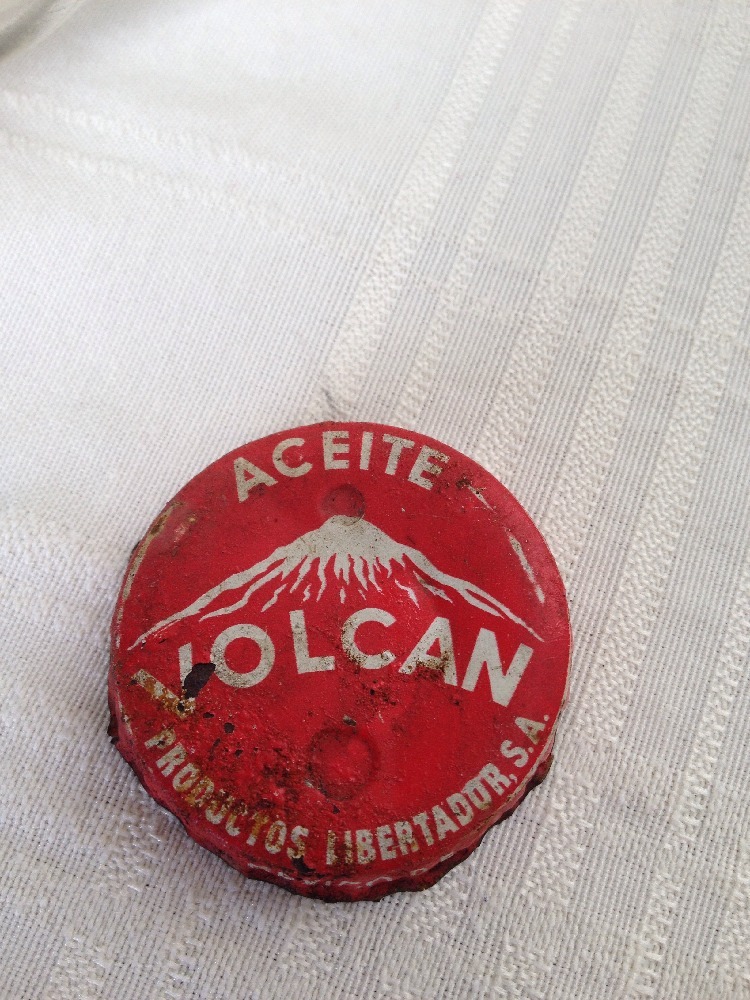 ACEITE
VOLCAN
PRODUCTOS LIBERTADOR, S.A.